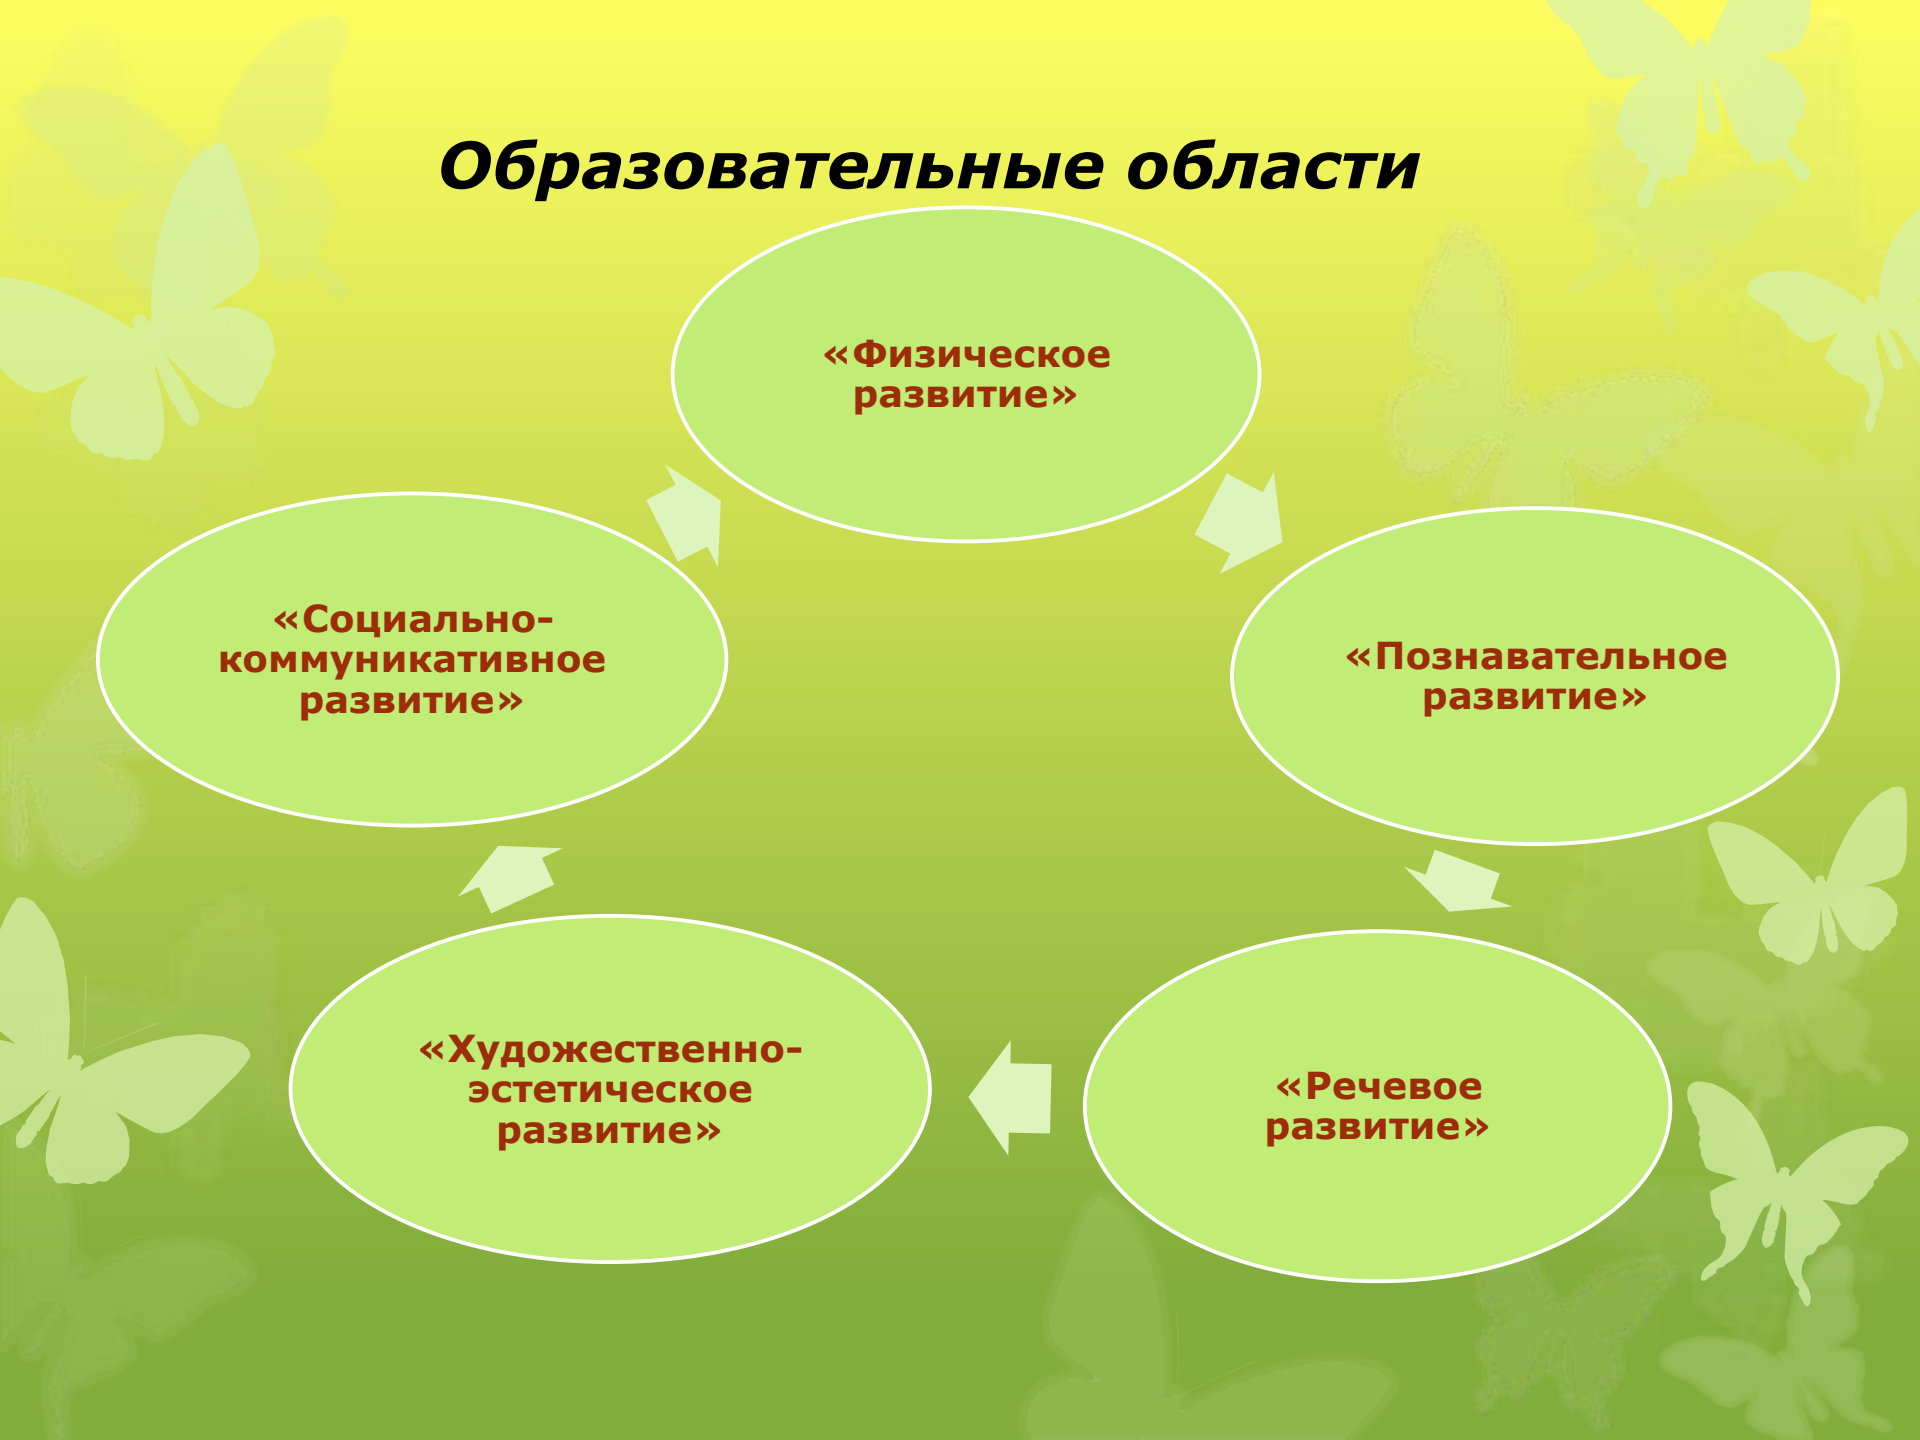 Образовательные области
«Физическое
развитие»
«Познавательное
развитие»
«Речевое
развитие»
«Художественно-
эстетическое
развитие»
«Социально-
коммуникативное
развитие»